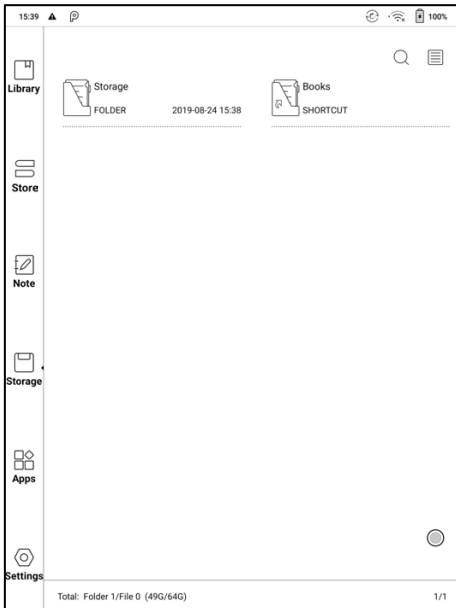 15:39
100%
Library
Storage
FOLDER 2019-08-24 15:38
Books
SHORTCUT
Store
Note
Storage
Apps
Settings
Total: Folder 1/File 0 (49G/64G)
1/1